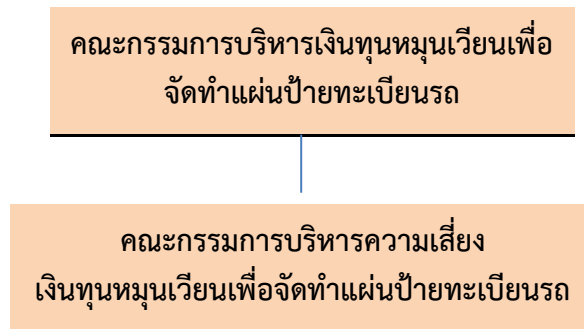 คณะกรรมการบริหารเงินทุนหมุนเวียนเพื่อ
จัดทำแผ่นป้ายทะเบียนรถ
คณะกรรมการบริหารความเสี่ยง
เงินทุนหมุนเวียนเพื่อจัดทำแผ่นป้ายทะเบียนรถ